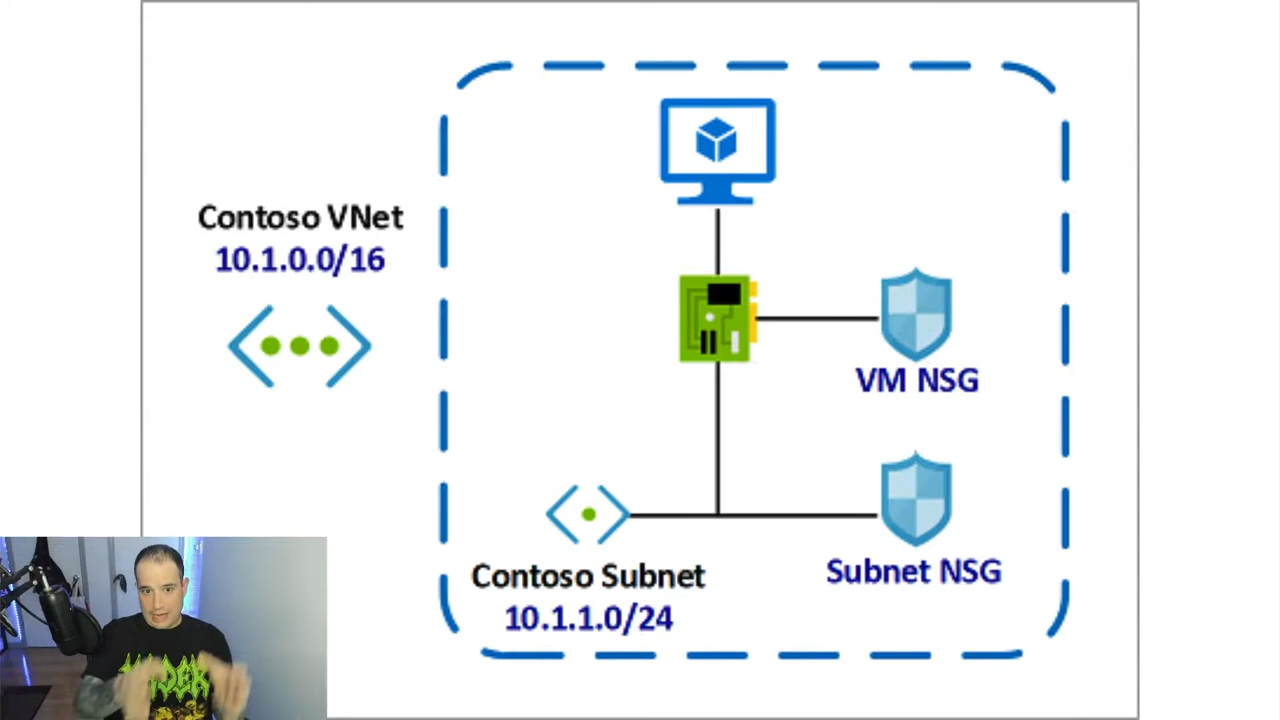 Contoso VNet
10.1.0.0/16
VM NSG
Contoso Subnet
10.1.1.0/24
Subnet NSG